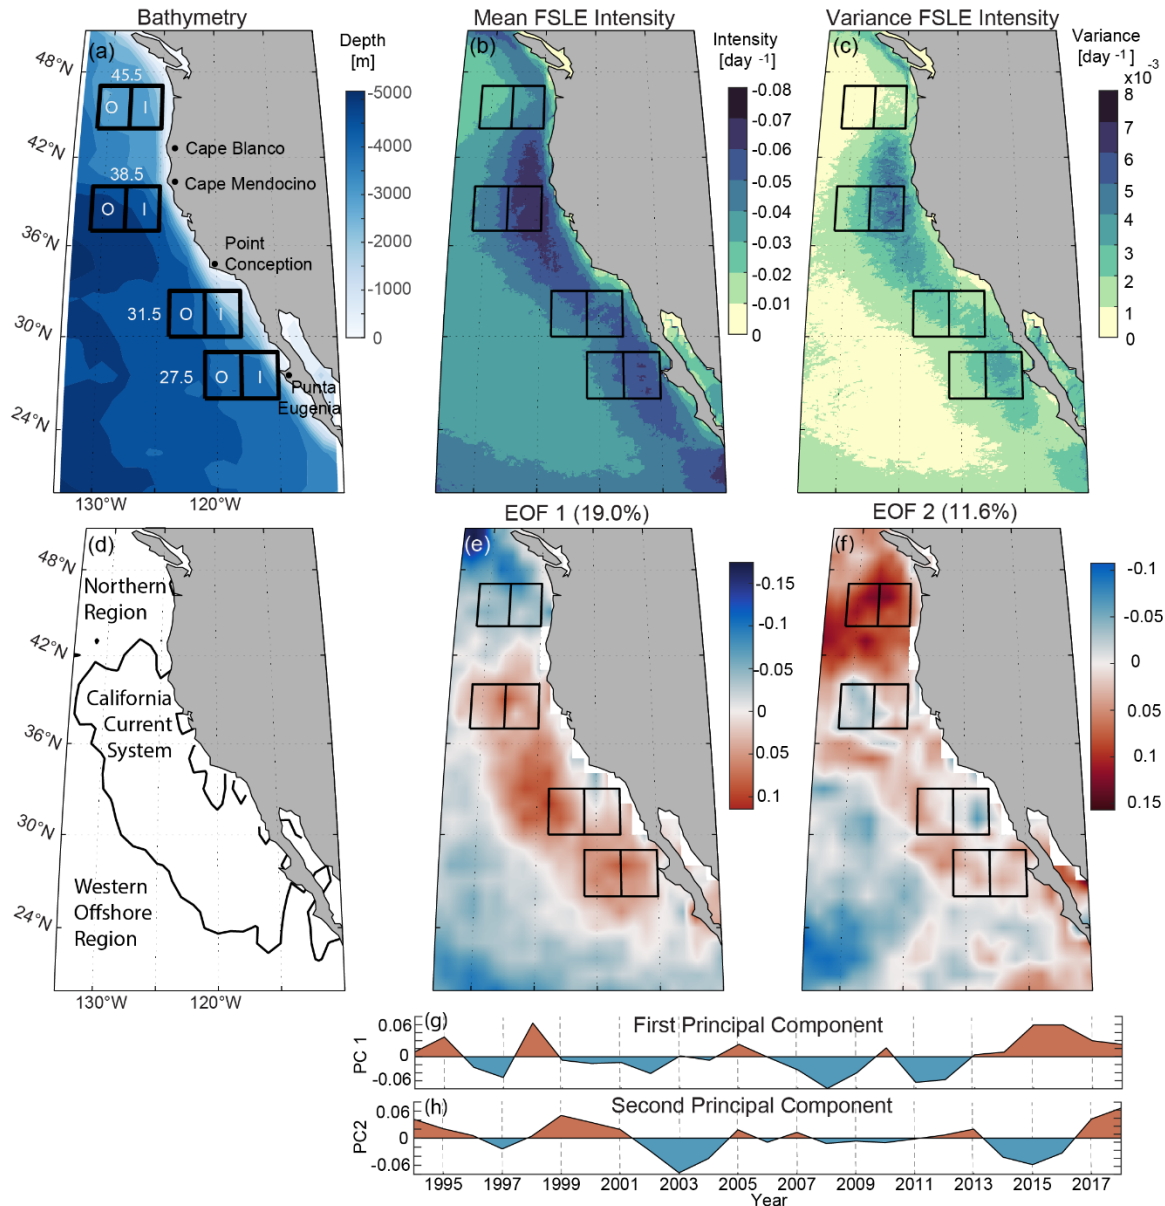 Bathymetry
Mean FSLE Intensity
Variance FSLE Intensity
(a)
Depth
[m]
48°N
42°N
36°N
30°N
24°N
130°W
120°W
45.5
O I
38.5
O I
31.5
O I
27.5
O I
Cape Blanco
Cape Mendocino
Point
Conception
Punta
Eugenia
-5000
-4000
-3000
-2000
-1000
0
(b)
Intensity
[day -1]
-0.08
-0.07
-0.06
-0.05
-0.04
-0.03
-0.02
-0.01
0
(c)
Variance
[day -1]
x10 -3
8
7
6
5
4
3
2
1
0
(d)
48°N
42°N
36°N
30°N
24°N
130°W
120°W
Northern
Region
California
Current
System
Western
Offshore
Region
EOF 1 (19.0%)
(e)
-0.15
-0.1
-0.05
0
0.05
0.1
EOF 2 (11.6%)
(f)
-0.1
-0.05
0
0.05
0.1
0.15
(g)
First Principal Component
PC 1
0.06
0
-0.06
(h)
Second Principal Component
PC2
0.06
0
-0.06
1995 1997 1999 2001 2003 2005 2007 2009 2011 2013 2015 2017
Year